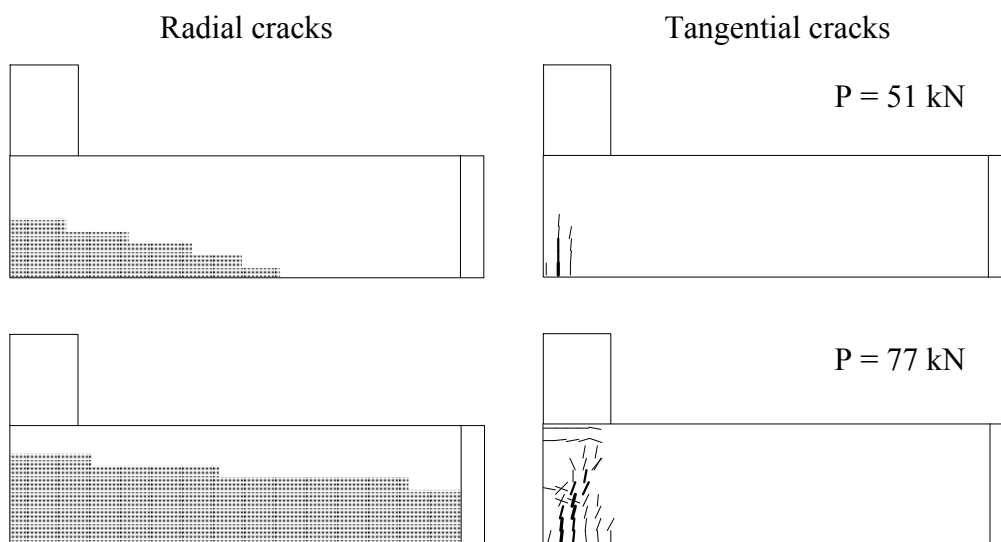 Radial cracks
Tangential cracks
P = 51 kN
P = 77 kN